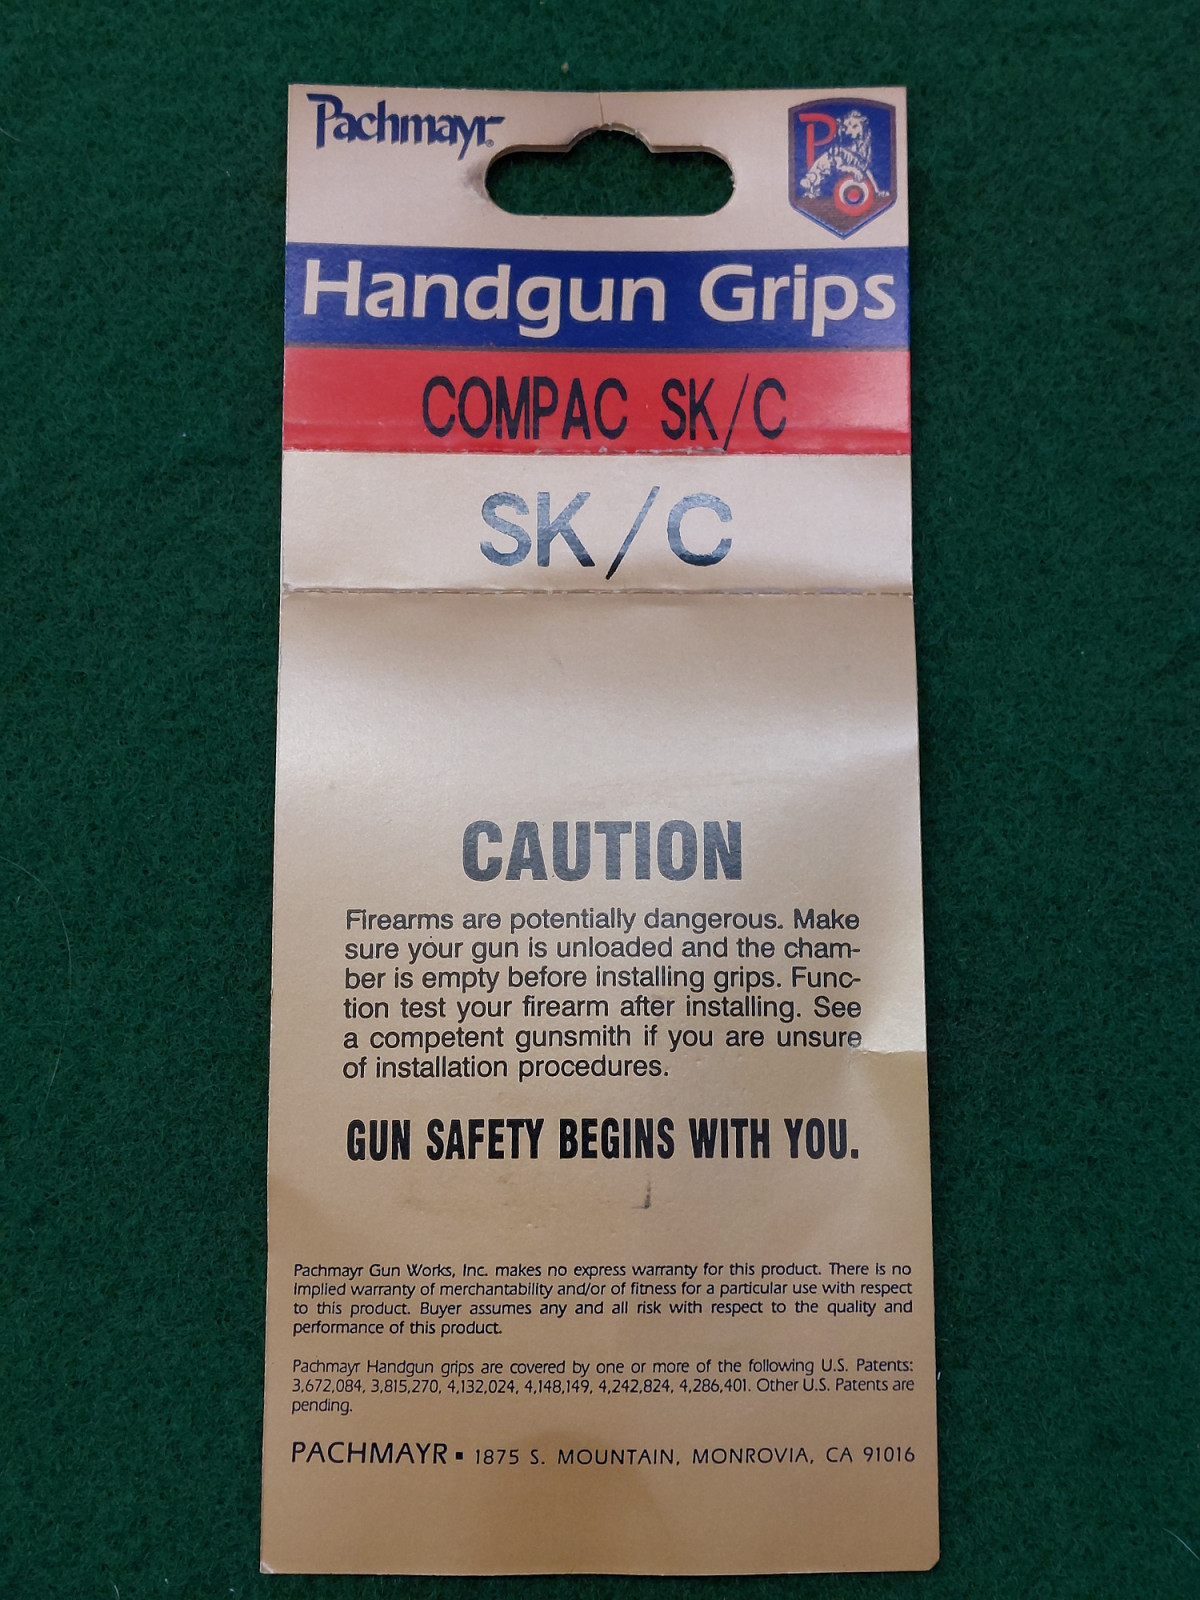 Pachmayr®
P
Handgun Grips
COMPAC SK/C
SK/C
CAUTION
Firearms are potentially dangerous. Make
sure your gun is unloaded and the cham-
ber is empty before installing grips. Func-
tion test your firearm after installing. See
a competent gunsmith if you are unsure
of installation procedures.
GUN SAFETY BEGINS WITH YOU.
Pachmayr Gun Works, Inc. makes no express warranty for this product. There is no
implied warranty of merchantability and/or of fitness for a particular use with respect
to this product. Buyer assumes any and all risk with respect to the quality and
performance of this product.
Pachmayr Handgun grips are covered by one or more of the following U.S. Patents:
3,672,084, 3,815,270, 4,132,024, 4,148,149, 4,242,824, 4,286,401. Other U.S. Patents are
pending.
PACHMAYR ▪ 1875 S. MOUNTAIN, MONROVIA, CA 91016